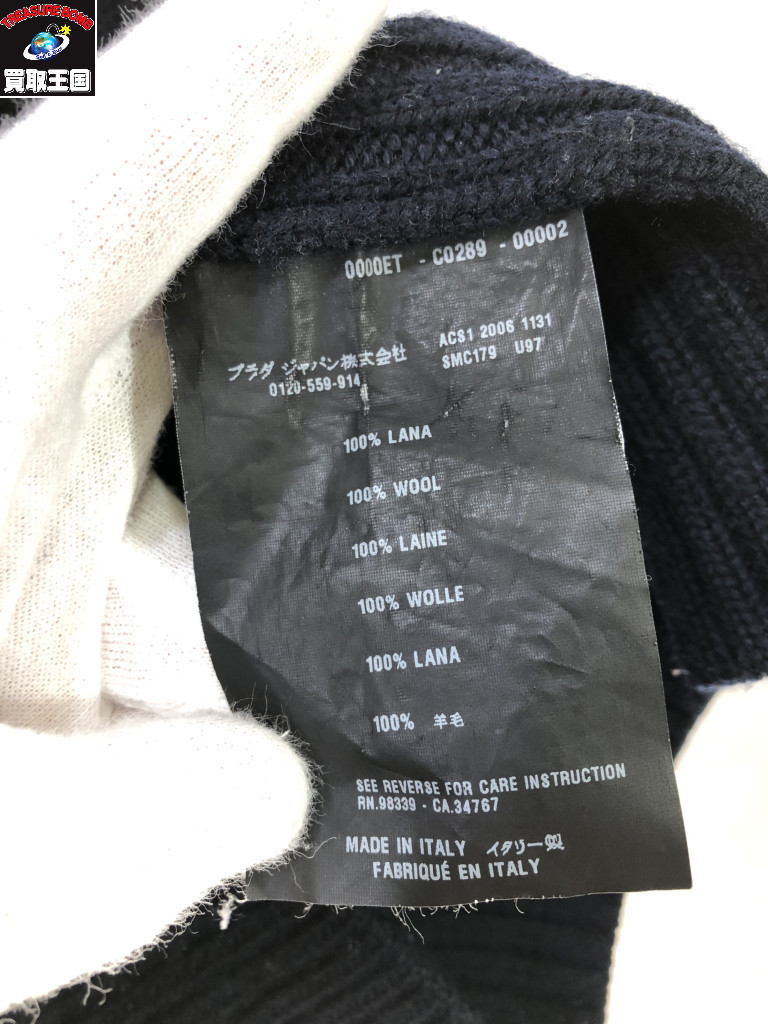 TREASURE BOMB
買取王国
0000ET - C0289 - 00002
ACS1 2006 1131
プラダ ジャパン株式会社
SMC179 U97
0120-559-914
100% LANA
100% WOOL
100% LAINE
100% WOLLE
100% LANA
100% 羊毛
SEE REVERSE FOR CARE INSTRUCTION
RN.98339 - CA.34767
MADE IN ITALY イタリー製
FABRIQUÉ EN ITALY